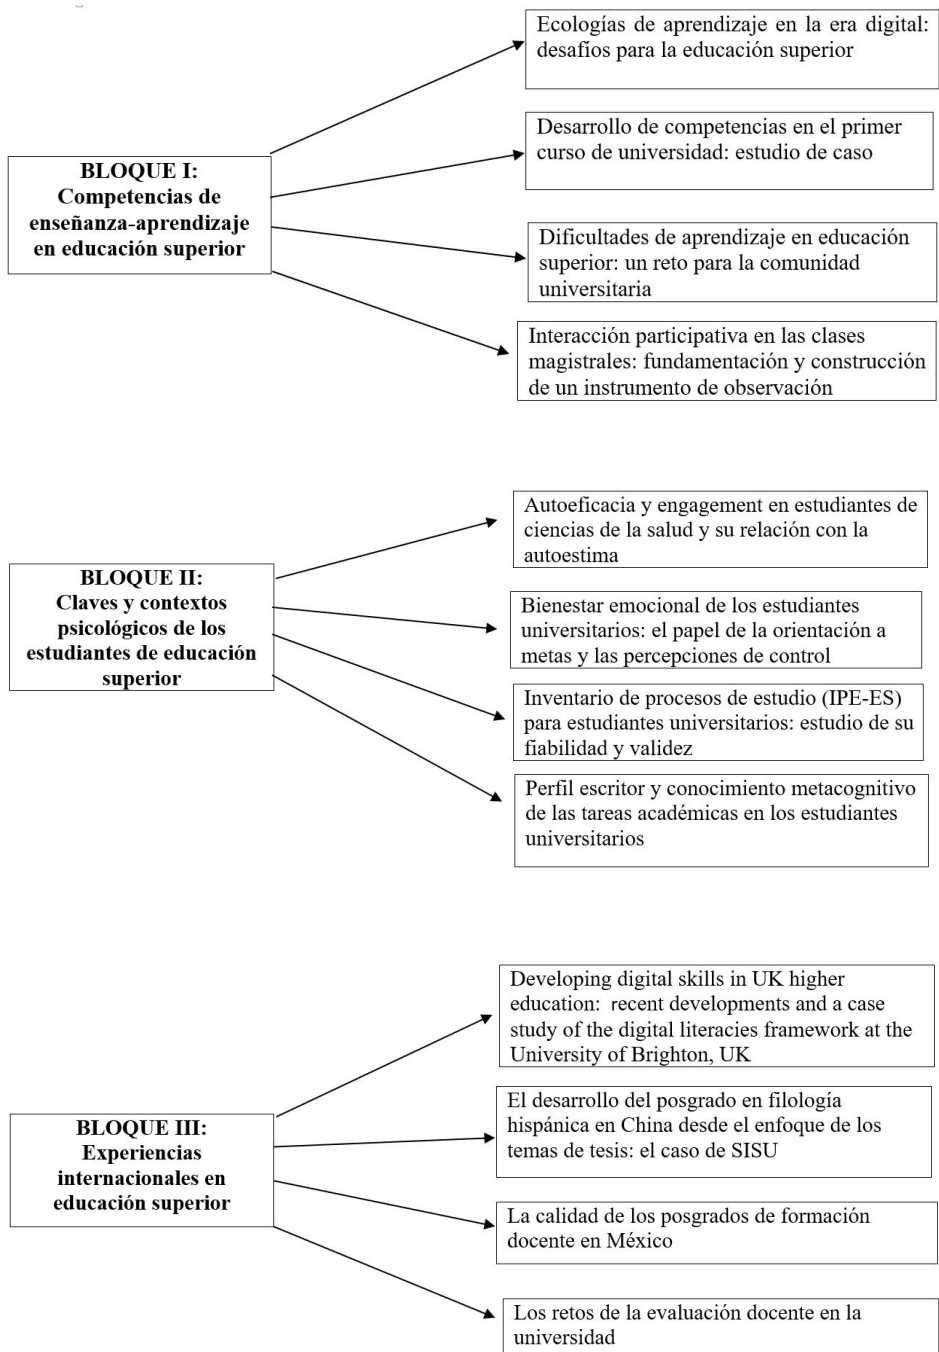 Ecologías de aprendizaje en la era digital:
desafíos para la educación superior
Desarrollo de competencias en el primer
curso de universidad: estudio de caso
BLOQUE I:
Competencias de
enseñanza-aprendizaje
en educación superior
Dificultades de aprendizaje en educación
superior: un reto para la comunidad
universitaria
Interacción participativa en las clases
magistrales: fundamentación y construcción
de un instrumento de observación
Autoeficacia y engagement en estudiantes de
ciencias de la salud y su relación con la
autoestima
BLOQUE II:
Claves y contextos
psicológicos de los
estudiantes de educación
superior
Bienestar emocional de los estudiantes
universitarios: el papel de la orientación a
metas y las percepciones de control
Inventario de procesos de estudio (IPE-ES)
para estudiantes universitarios: estudio de su
fiabilidad y validez
Perfil escritor y conocimiento metacognitivo
de las tareas académicas en los estudiantes
universitarios
Developing digital skills in UK higher
education: recent developments and a case
study of the digital literacies framework at the
University of Brighton, UK
BLOQUE III:
Experiencias
internacionales en
educación superior
El desarrollo del posgrado en filología
hispánica en China desde el enfoque de los
temas de tesis: el caso de SISU
La calidad de los posgrados de formación
docente en México
Los retos de la evaluación docente en la
universidad